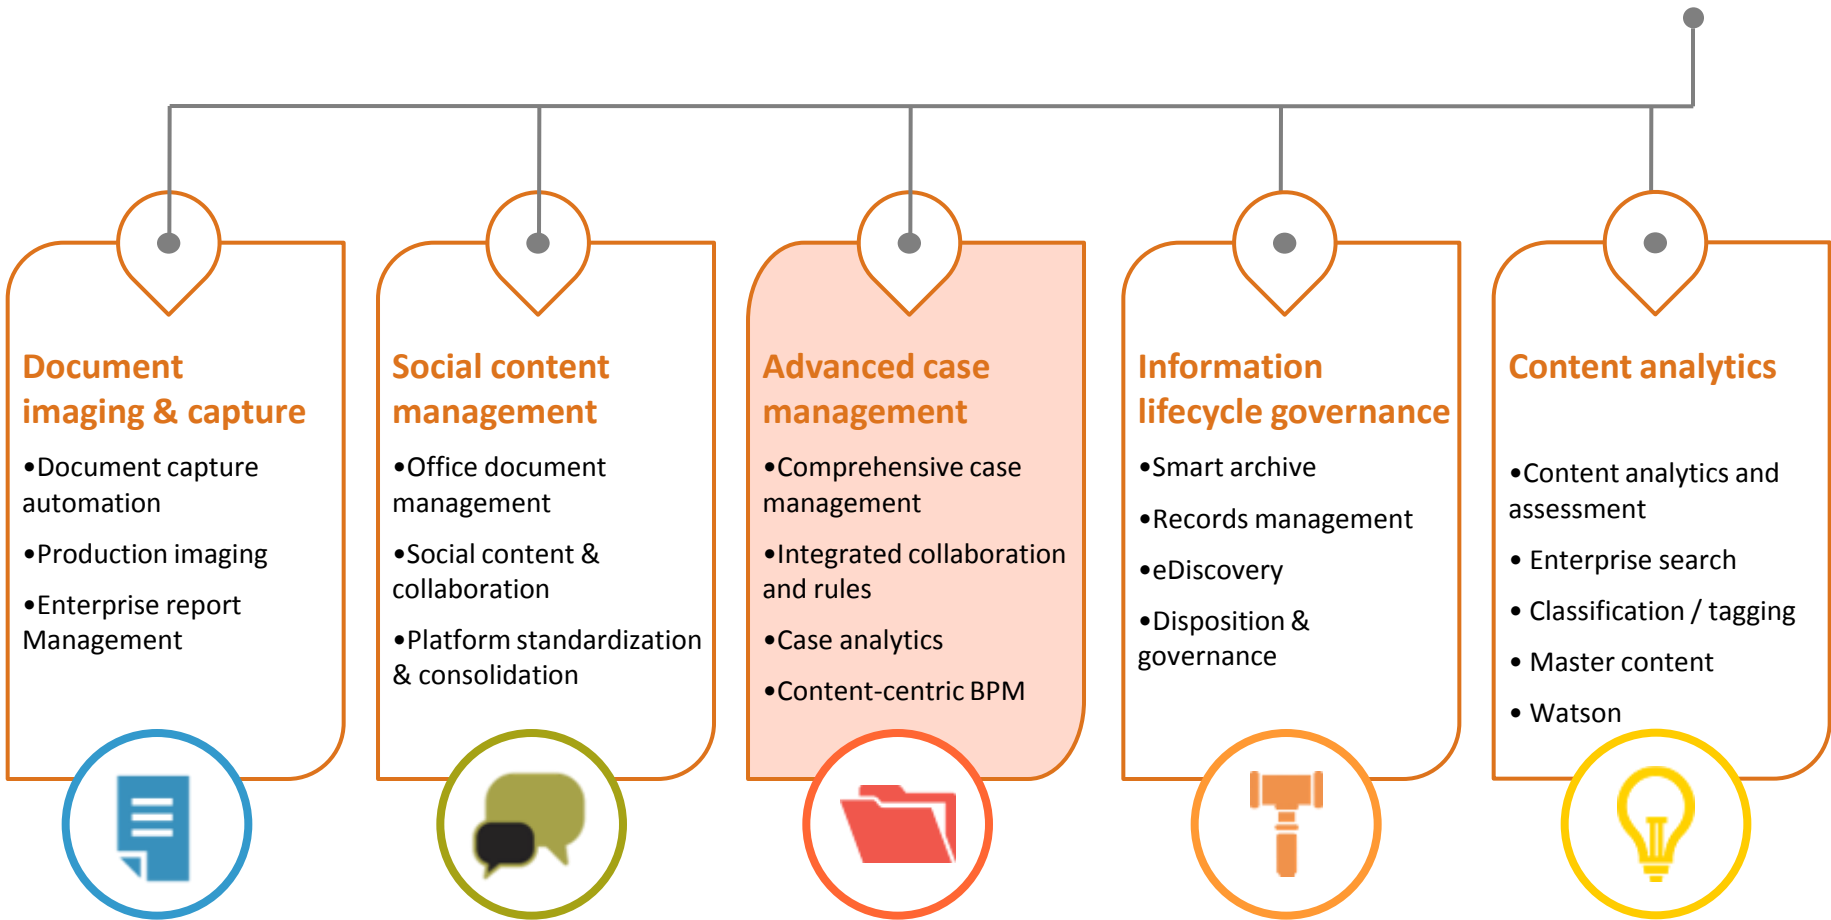 Document
imaging & capture
•Document capture
automation
•Production imaging
•Enterprise report
Management
Social content
management
•Office document
management
•Social content &
collaboration
•Platform standardization
& consolidation
Advanced case
management
•Comprehensive case
management
•Integrated collaboration
and rules
•Case analytics
•Content-centric BPM
Information
lifecycle governance
•Smart archive
•Records management
•eDiscovery
•Disposition &
governance
Content analytics
•Content analytics and
assessment
• Enterprise search
• Classification / tagging
• Master content
• Watson